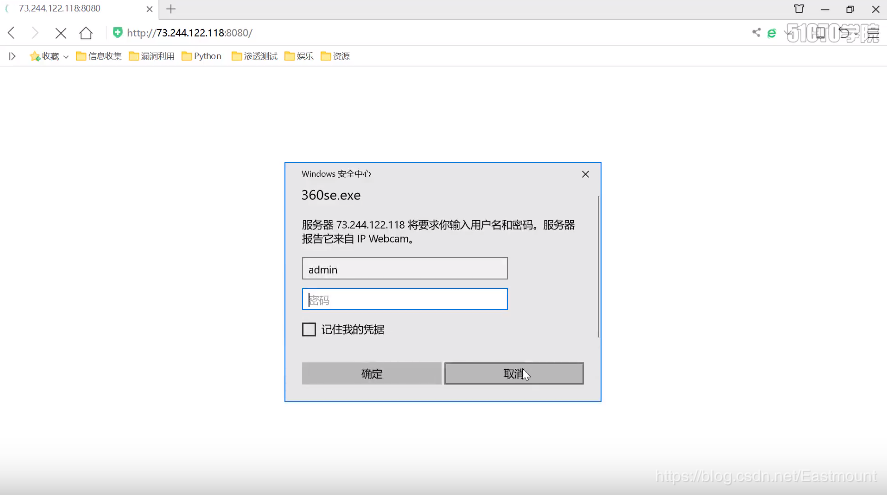 73.244.122.118:8080
http://73.244.122.118:8080/
51CTO学院
收藏 信息收集 漏洞利用 Python 渗透测试 娱乐 资源
Windows 安全中心
360se.exe
服务器 73.244.122.118 将要求你输入用户名和密码。服务器
报告它来自 IP Webcam。
admin
密码
记住我的凭据
确定 取消
https://blog.csdn.net/Eastmount